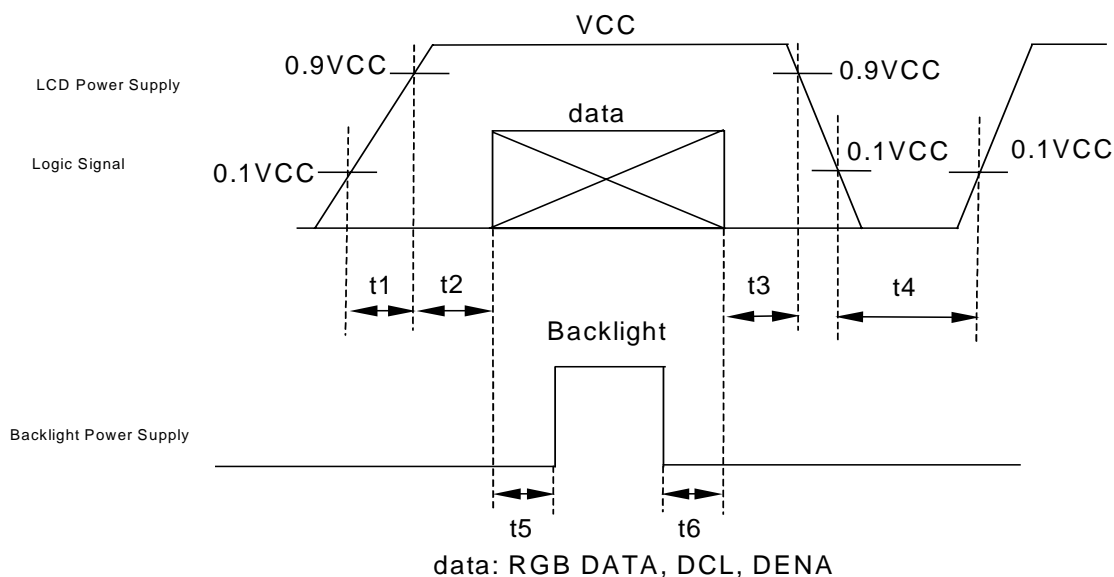 VCC
0.9VCC
0.9VCC
LCD Power Supply
data
Logic Signal
0.1VCC
0.1VCC
0.1VCC
t1
t2
t3
t4
Backlight
Backlight Power Supply
t5
t6
data: RGB DATA, DCL, DENA